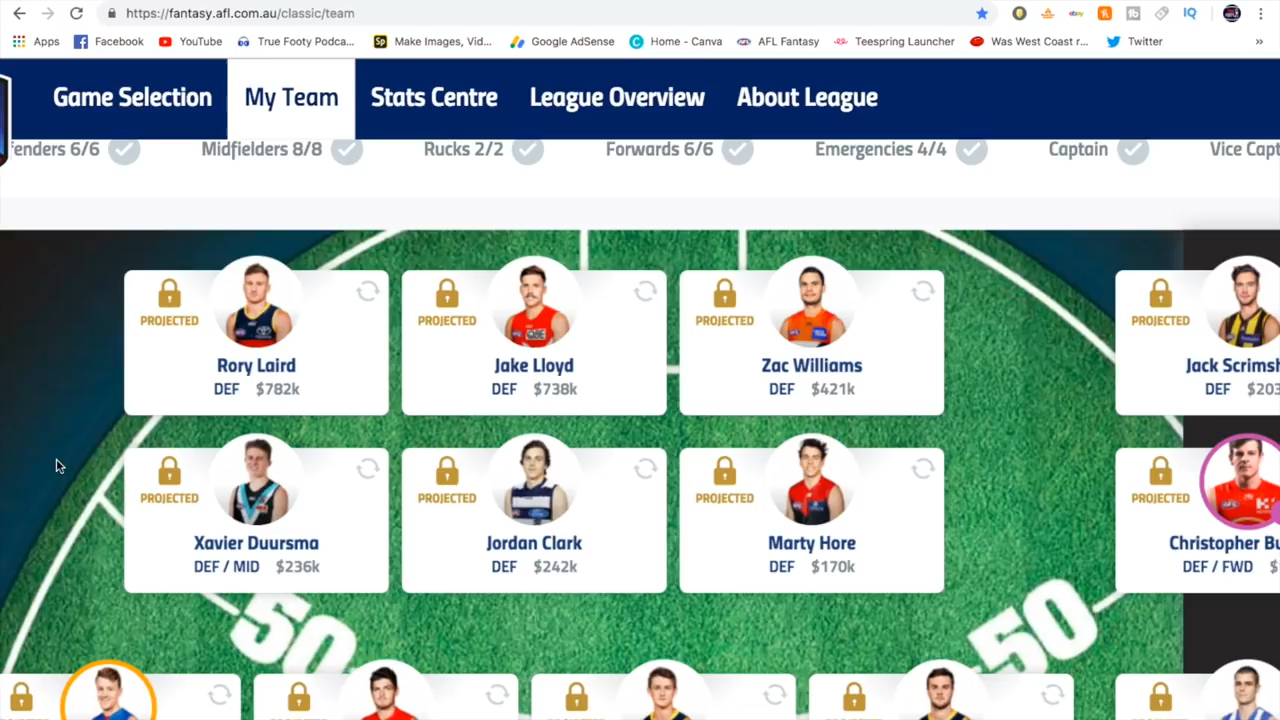 https://fantasy.afl.com.au/classic/team
Apps Facebook YouTube True Footy Podca... Make Images, Vid... Google AdSense Home - Canva AFL Fantasy Teespring Launcher Was West Coast r... Twitter »
Game Selection My Team Stats Centre League Overview About League
fenders 6/6 Midfielders 8/8 Rucks 2/2 Forwards 6/6 Emergencies 4/4 Captain Vice Capt
PROJECTED PROJECTED PROJECTED PROJECTED
Rory Laird Jake Lloyd Zac Williams Jack Scrimsh
DEF $782k DEF $738k DEF $421k DEF $203
PROJECTED PROJECTED PROJECTED PROJECTED
Xavier Duursma Jordan Clark Marty Hore Christopher Bu
DEF / MID $236k DEF $242k DEF $170k DEF / FWD $
50 50